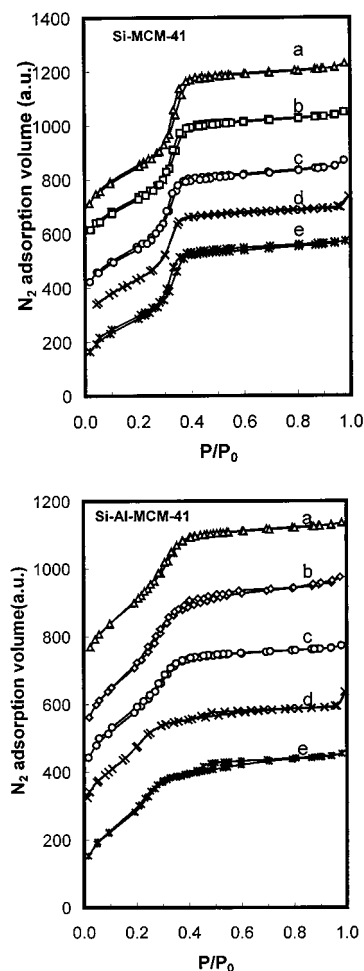 Si-MCM-41
N₂ adsorption volume (a.u.)
1400
1200
1000
800
600
400
200
0
a
b
c
d
e
0.0 0.2 0.4 0.6 0.8 1.0
P/P₀
Si-Al-MCM-41
N₂ adsorption volume(a.u.)
1200
1000
800
600
400
200
0
a
b
c
d
e
0.0 0.2 0.4 0.6 0.8 1.0
P/P₀